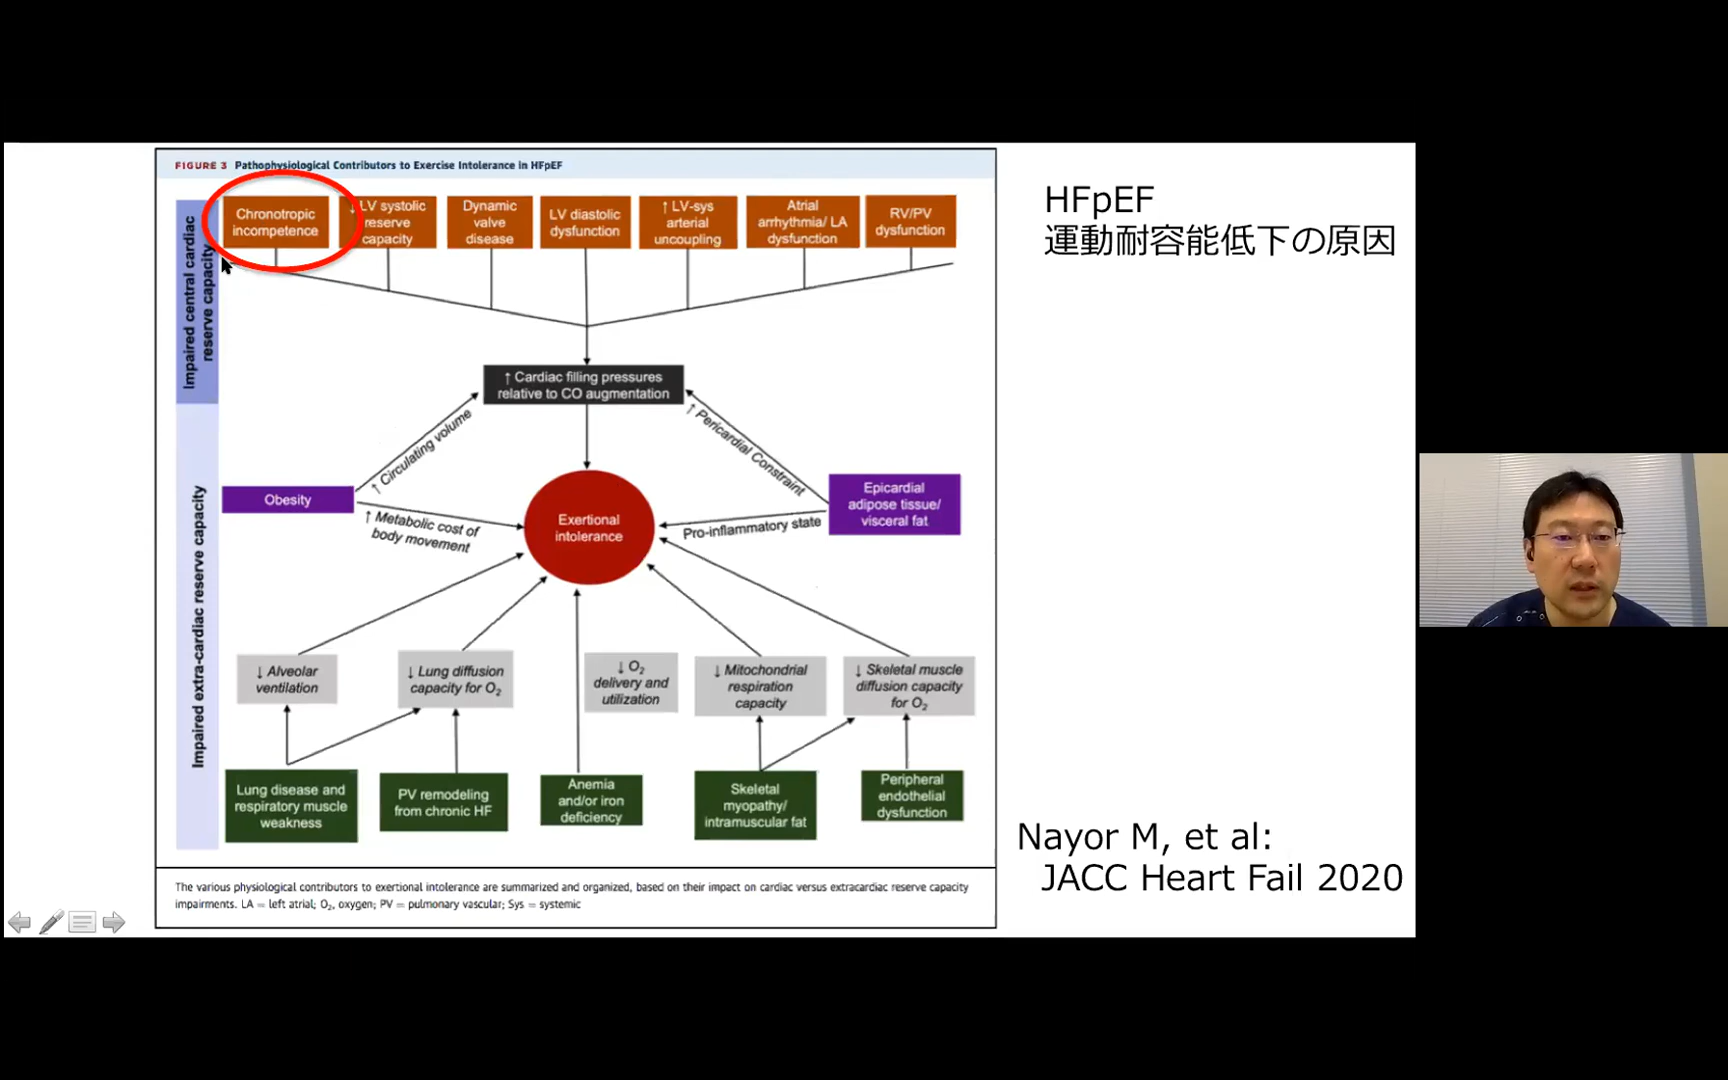 FIGURE 3 Pathophysiological Contributors to Exercise Intolerance in HFpEF
Impaired central cardiac
reserve capacity
Chronotropic
incompetence
↓ LV systolic
reserve
capacity
Dynamic
valve
disease
LV diastolic
dysfunction
↑ LV-sys
arterial
uncoupling
Atrial
arrhythmia/ LA
dysfunction
RV/PV
dysfunction
↑ Cardiac filling pressures
relative to CO augmentation
↑ Circulating volume
↑ Pericardial Constraint
Impaired extra-cardiac reserve capacity
Obesity
↑ Metabolic cost of
body movement
Exertional
intolerance
Pro-inflammatory state
Epicardial
adipose tissue/
visceral fat
↓ Alveolar
ventilation
↓ Lung diffusion
capacity for O₂
↓ O₂
delivery and
utilization
↓ Mitochondrial
respiration
capacity
↓ Skeletal muscle
diffusion capacity
for O₂
Lung disease and
respiratory muscle
weakness
PV remodeling
from chronic HF
Anemia
and/or iron
deficiency
Skeletal
myopathy/
intramuscular fat
Peripheral
endothelial
dysfunction
The various physiological contributors to exertional intolerance are summarized and organized, based on their impact on cardiac versus extracardiac reserve capacity
impairments. LA = left atrial; O₂, oxygen; PV = pulmonary vascular; Sys = systemic
HFpEF
運動耐容能低下の原因
Nayor M, et al:
JACC Heart Fail 2020